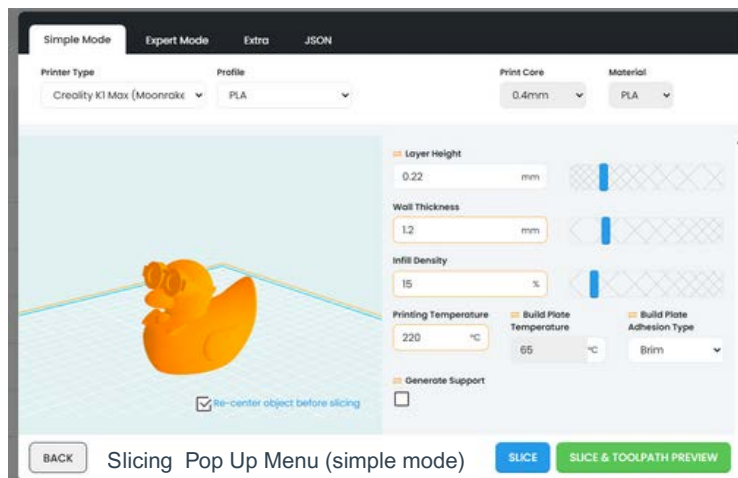 Simple Mode Expert Mode Extra JSON
Printer Type Profile Print Core Material
Creality K1 Max (Moonrake PLA 0.4mm PLA
Layer Height
0.22 mm
Wall Thickness
1.2 mm
Infill Density
15 %
Printing Temperature Build Plate Temperature Build Plate Adhesion Type
220 °C 65 °C Brim
Generate Support
Re-center object before slicing
BACK Slicing Pop Up Menu (simple mode) SLICE SLICE & TOOLPATH PREVIEW